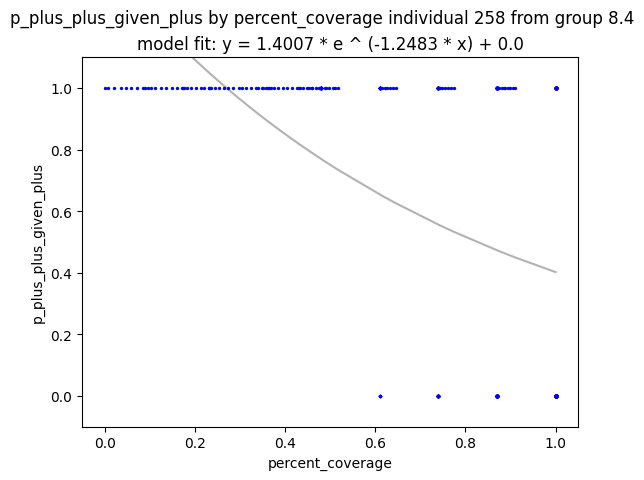 p_plus_plus_given_plus by percent_coverage individual 258 from group 8.4
model fit: y = 1.4007 * e ^ (-1.2483 * x) + 0.0
1.0
0.8
0.6
0.4
0.2
0.0
p_plus_plus_given_plus
0.0 0.2 0.4 0.6 0.8 1.0
percent_coverage